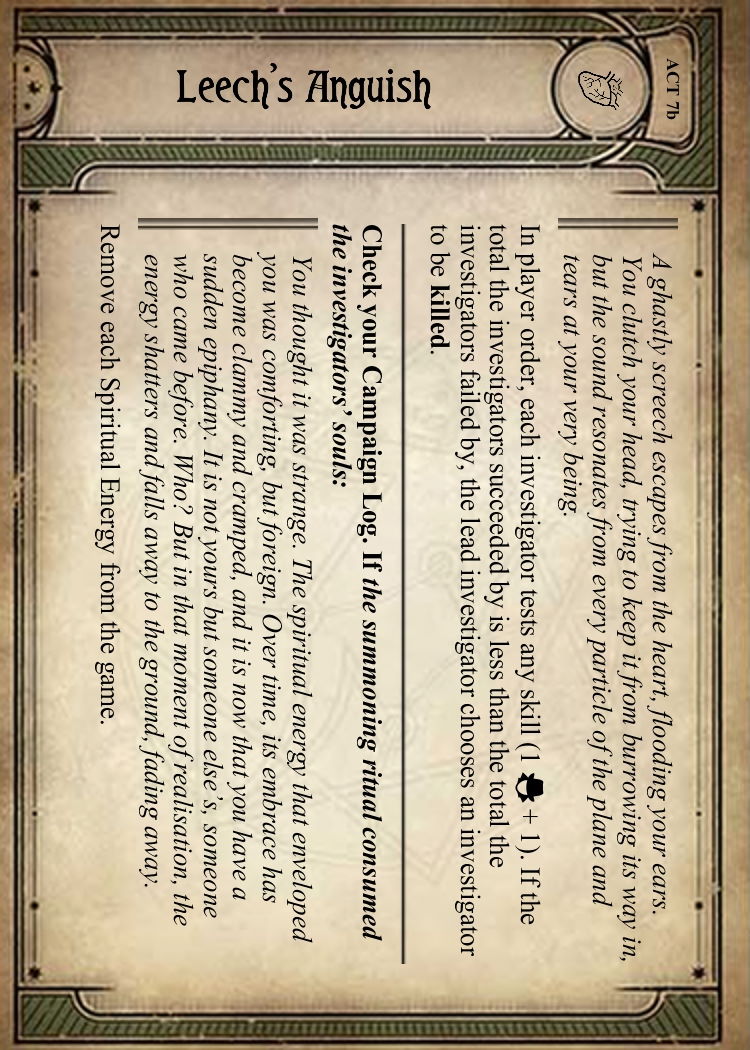 ACT 7b
Leech's Anguish
A ghastly screech escapes from the heart, flooding your ears.
You clutch your head, trying to keep it from burrowing its way in,
but the sound resonates from every particle of the plane and
tears at your very being.
In player order, each investigator tests any skill (1 + 1). If the
total the investigators succeeded by is less than the total the
investigators failed by, the lead investigator chooses an investigator
to be killed.
Check your Campaign Log. If the summoning ritual consumed
the investigators' souls:
You thought it was strange. The spiritual energy that enveloped
you was comforting, but foreign. Over time, its embrace has
become clammy and cramped, and it is now that you have a
sudden epiphany. It is not yours but someone else's, someone
who came before. Who? But in that moment of realisation, the
energy shatters and falls away to the ground, fading away.
Remove each Spiritual Energy from the game.